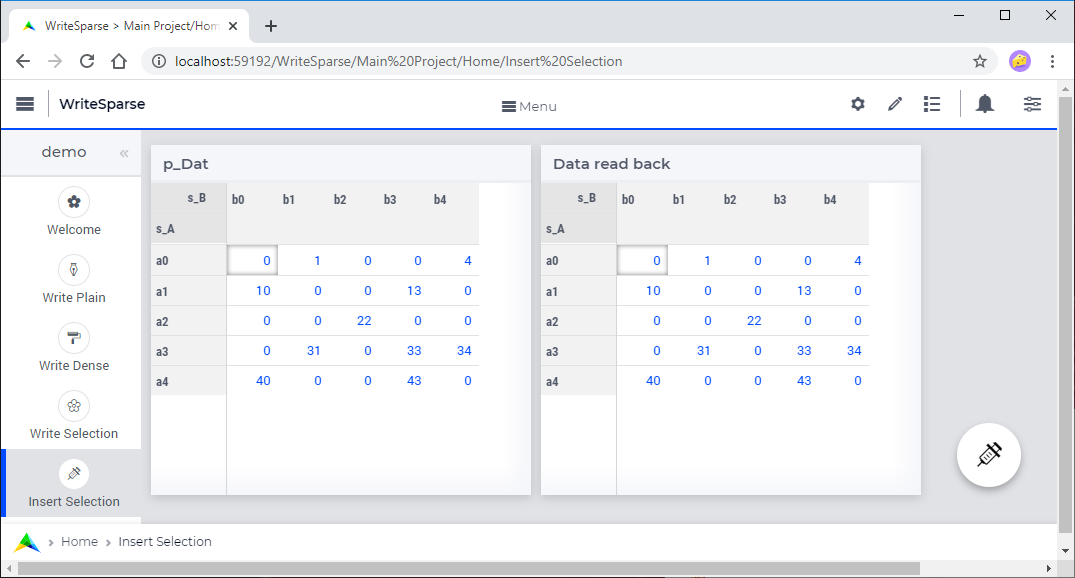 WriteSparse > Main Project/Hom
localhost:59192/WriteSparse/Main%20Project/Home/Insert%20Selection
WriteSparse
Menu
demo
Welcome
Write Plain
Write Dense
Write Selection
Insert Selection
p_Dat
s_B b0 b1 b2 b3 b4
s_A
a0 0 1 0 0 4
a1 10 0 0 13 0
a2 0 0 22 0 0
a3 0 31 0 33 34
a4 40 0 0 43 0
Data read back
s_B b0 b1 b2 b3 b4
s_A
a0 0 1 0 0 4
a1 10 0 0 13 0
a2 0 0 22 0 0
a3 0 31 0 33 34
a4 40 0 0 43 0
Home > Insert Selection